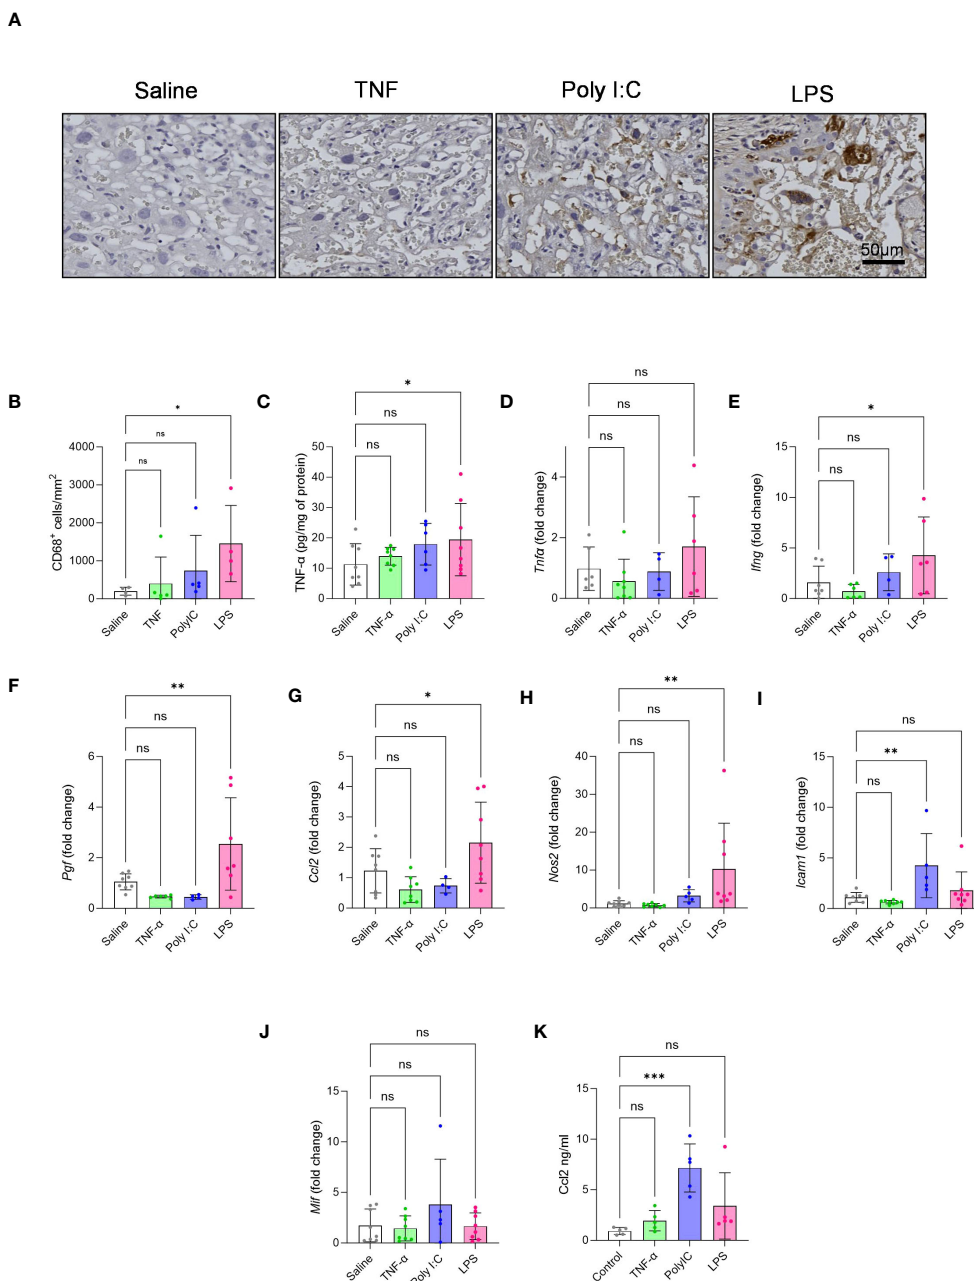 A
Saline TNF Poly I:C LPS
50μm
B
*
ns
ns
CD68+ cells/mm2
4000
3000
2000
1000
0
Saline TNF PolyIC LPS
C
*
ns
ns
TNF-α (pg/mg of protein)
50
40
30
20
10
0
Saline TNF-α Poly I:C LPS
D
ns
ns
ns
Tnfα (fold change)
4
2
0
Saline TNF-α Poly I:C LPS
E
*
ns
ns
Ifng (fold change)
15
10
5
0
Saline TNF-α Poly I:C LPS
F
**
ns
ns
Pgf (fold change)
6
4
2
0
Saline TNF-α Poly I:C LPS
G
*
ns
ns
Ccl2 (fold change)
5
4
3
2
1
0
Saline TNF-α Poly I:C LPS
H
**
ns
ns
Nos2 (fold change)
40
30
20
10
0
Saline TNF-α Poly I:C LPS
I
ns
**
ns
Icam1 (fold change)
15
10
5
0
Saline TNF-α Poly I:C LPS
J
ns
ns
ns
Mif (fold change)
15
10
5
0
Saline TNF-α Poly I:C LPS
K
ns
***
ns
Ccl2 ng/ml
15
10
5
0
Control TNF-α PolyIC LPS